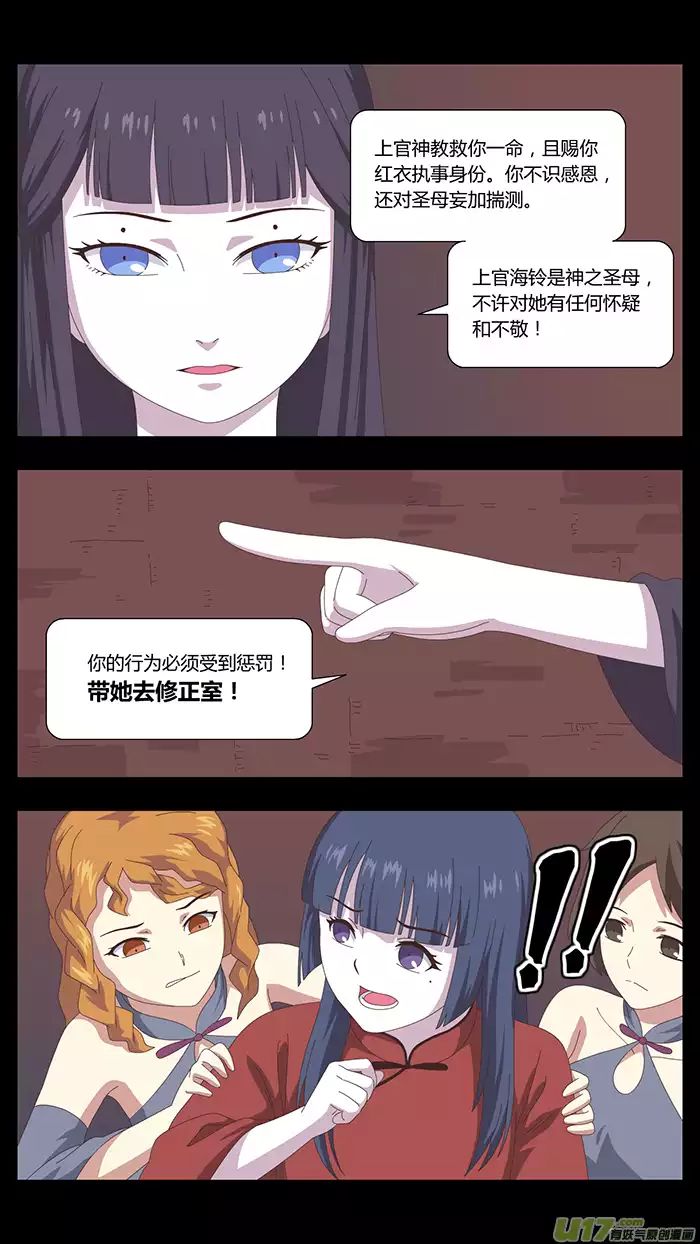 上官神教救你一命，且赐你
红衣执事身份。你不识感恩，
还对圣母妄加揣测。
上官海铃是神之圣母，
不许对她有任何怀疑
和不敬！
你的行为必须受到惩罚！
带她去修正室！
!!
U17.com
有妖气原创漫画